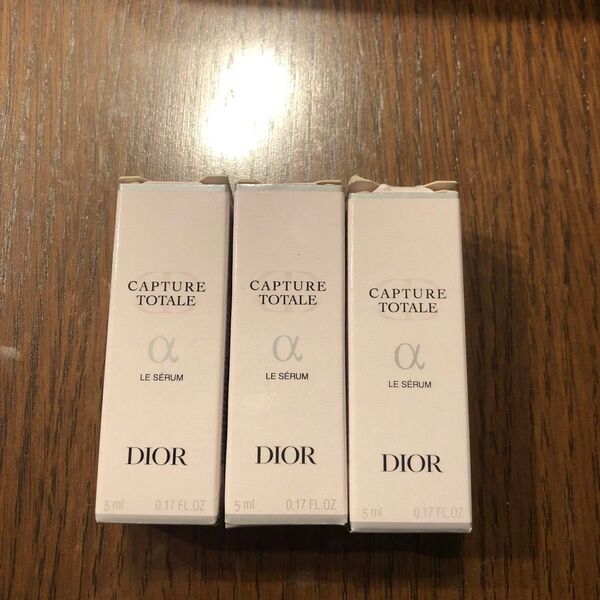 CAPTURE
TOTALE
α
LE SÉRUM
DIOR
5 ml 0.17 FL.OZ
CAPTURE
TOTALE
α
LE SÉRUM
DIOR
5 ml 0.17 FL.OZ
CAPTURE
TOTALE
α
LE SÉRUM
DIOR
5 ml 0.17 FL.OZ